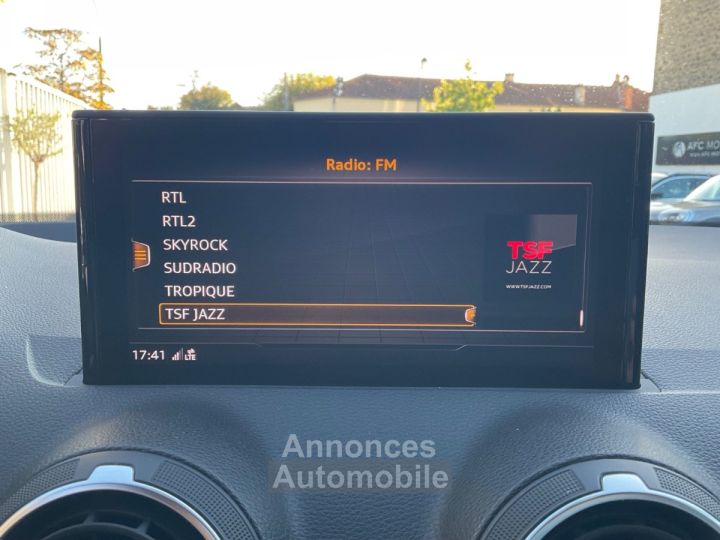 AFC MO
Radio: FM
RTL
RTL2
SKYROCK
SUDRADIO
TROPIQUE
TSF JAZZ
TSF
JAZZ
WWW.TSFJAZZ.COM
17:41
LTE
Annonces
Automobile